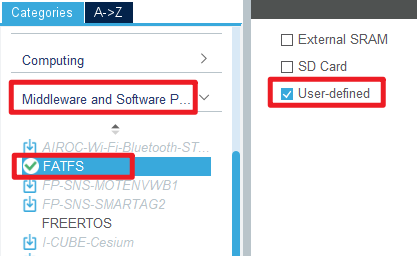 Categories
A->Z
Computing
Middleware and Software P...
AIROC-Wi-Fi-Bluetooth-ST...
FATFS
FP-SNS-MOTENVWB1
FP-SNS-SMARTAG2
FREERTOS
I-CUBE-Cesium
External SRAM
SD Card
User-defined